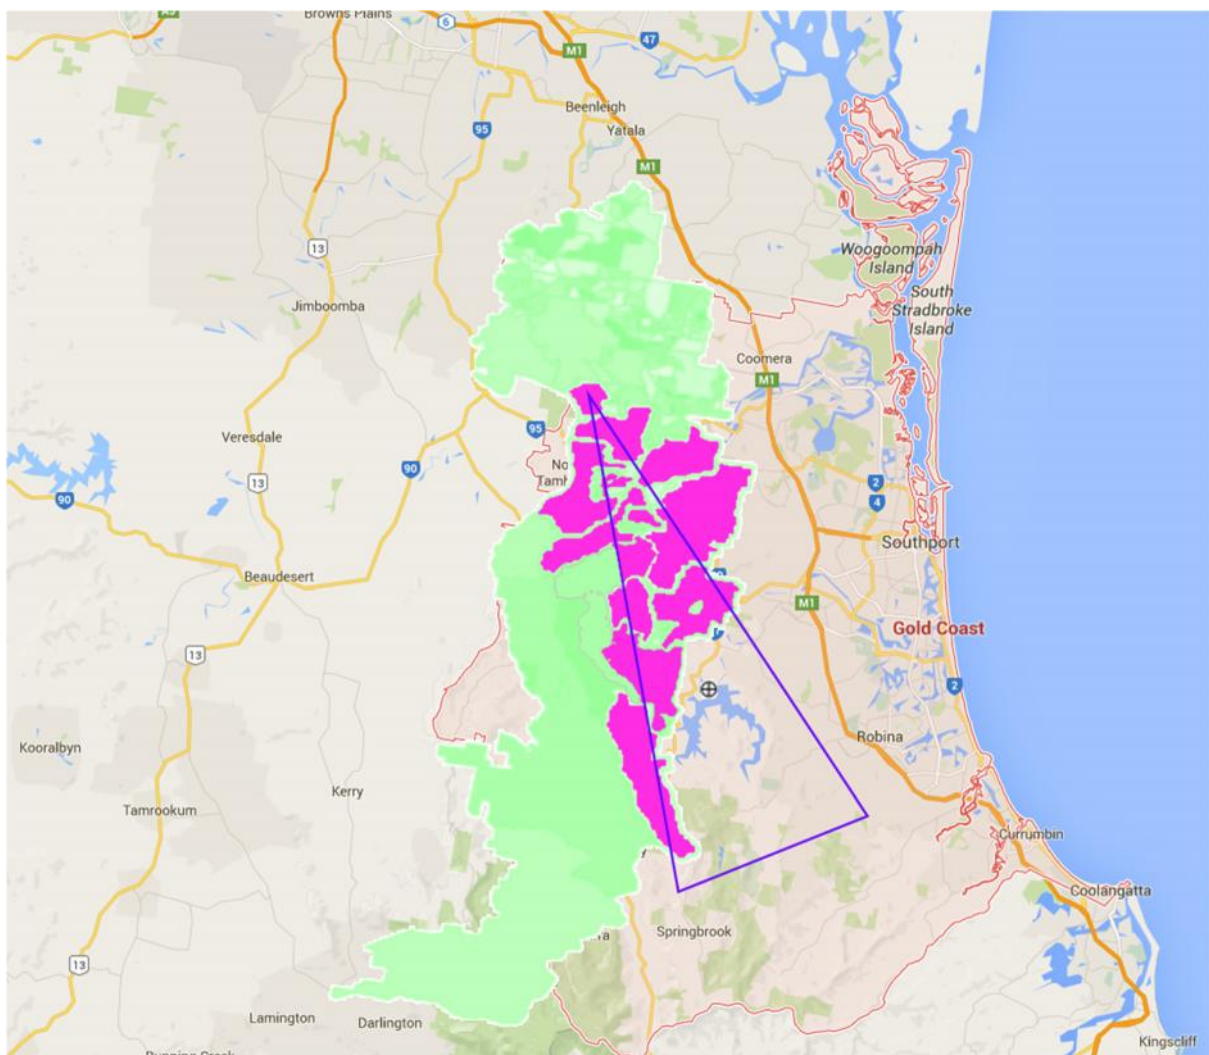 Browns Plains
6
M1
47
Beenleigh
95
Yatala
M1
13
Woogoompah
Island
South
Stradbroke
Island
Jimboomba
Coomera
M1
95
Veresdale
90
No
13
90
2
4
Southport
Beaudesert
M1
Gold Coast
13
2
Robina
Kooralbyn
Kerry
Tamrookum
Currumbin
Coolangatta
Springbrook
13
Lamington
Darlington
Kingscliff